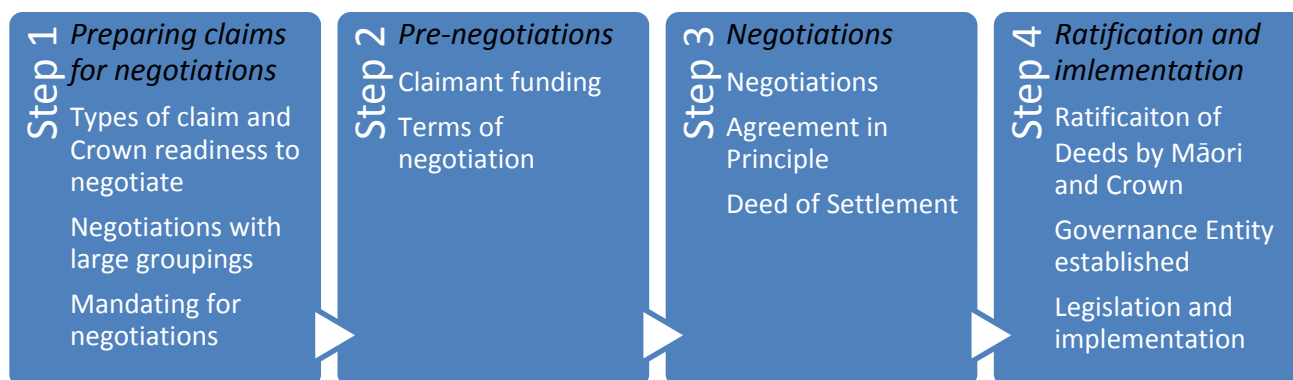 Step 1
Preparing claims
for negotiations
Types of claim and
Crown readiness to
negotiate
Negotiations with
large groupings
Mandating for
negotiations
Step 2
Pre-negotiations
Claimant funding
Terms of
negotiation
Step 3
Negotiations
Negotiations
Agreement in
Principle
Deed of Settlement
Step 4
Ratification and
imlementation
Ratificaiton of
Deeds by Māori
and Crown
Governance Entity
established
Legislation and
implementation